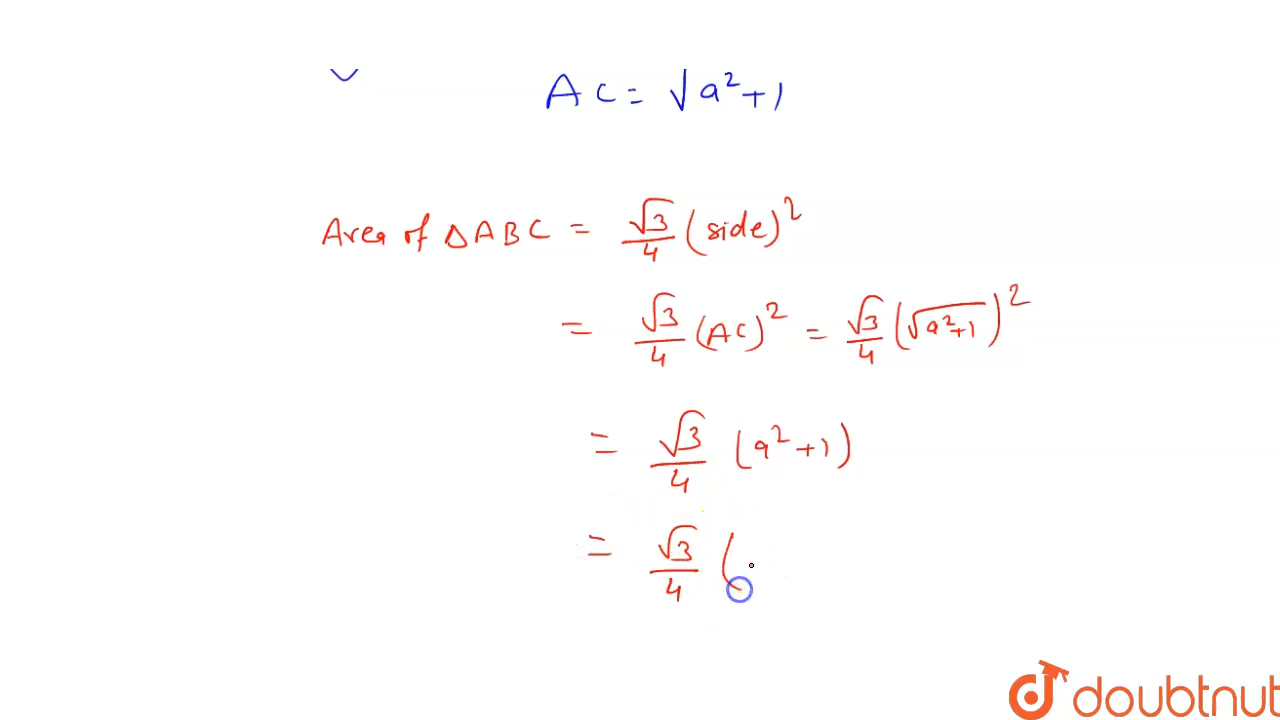 AC = √a²+1
Area of ΔABC = √3/4 (side)²
= √3/4 (AC)² = √3/4 (√a²+1)²
= √3/4 (a²+1)
= √3/4 (
doubtnut